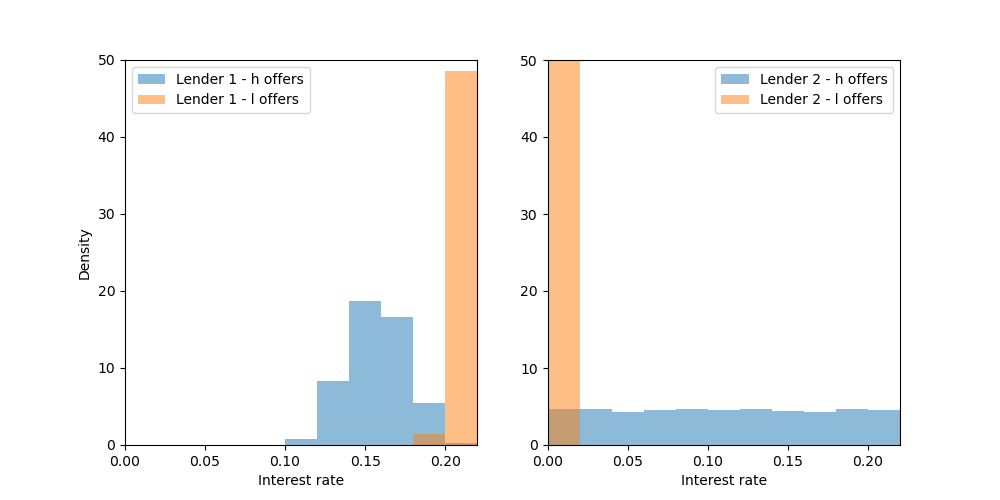 50
40
30
20
10
0
Density
0.00 0.05 0.10 0.15 0.20
Interest rate
Lender 1 - h offers
Lender 1 - l offers
50
40
30
20
10
0
0.00 0.05 0.10 0.15 0.20
Interest rate
Lender 2 - h offers
Lender 2 - l offers